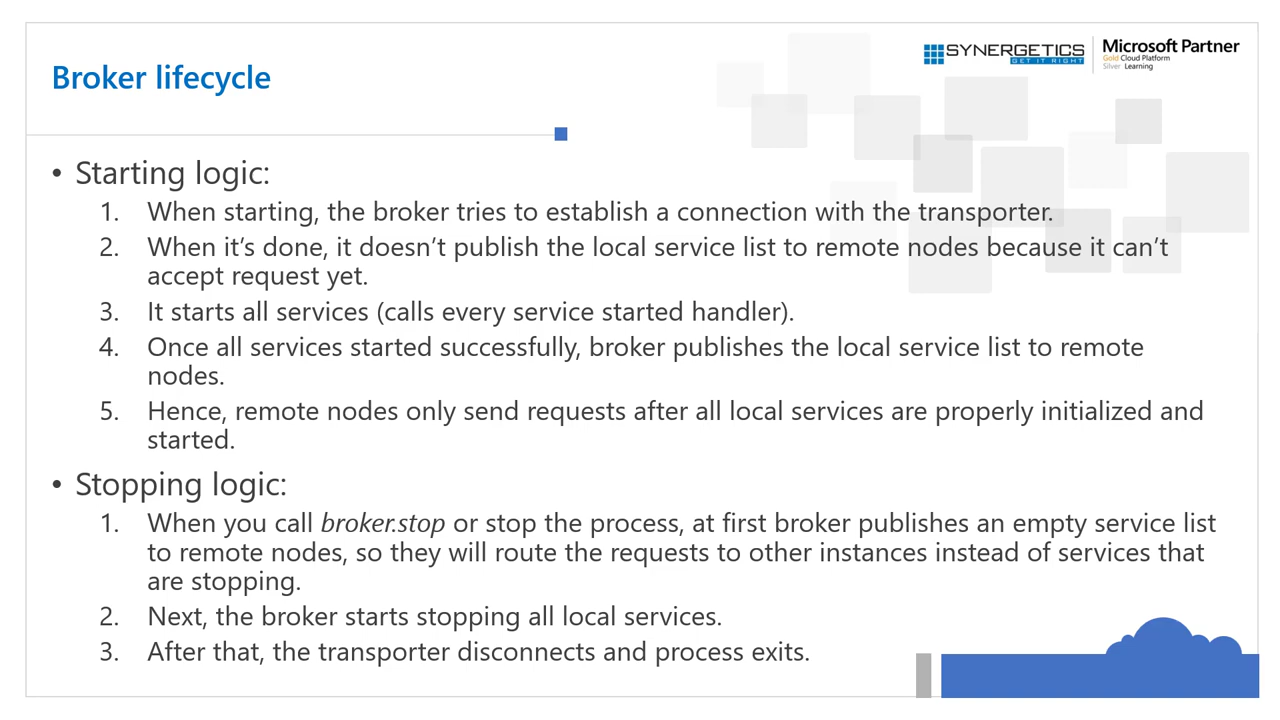 SYNERGETICS
GET IT RIGHT
Microsoft Partner
Gold Cloud Platform
Silver Learning
Broker lifecycle
• Starting logic:
1. When starting, the broker tries to establish a connection with the transporter.
2. When it’s done, it doesn’t publish the local service list to remote nodes because it can’t
accept request yet.
3. It starts all services (calls every service started handler).
4. Once all services started successfully, broker publishes the local service list to remote
nodes.
5. Hence, remote nodes only send requests after all local services are properly initialized and
started.
• Stopping logic:
1. When you call broker.stop or stop the process, at first broker publishes an empty service list
to remote nodes, so they will route the requests to other instances instead of services that
are stopping.
2. Next, the broker starts stopping all local services.
3. After that, the transporter disconnects and process exits.